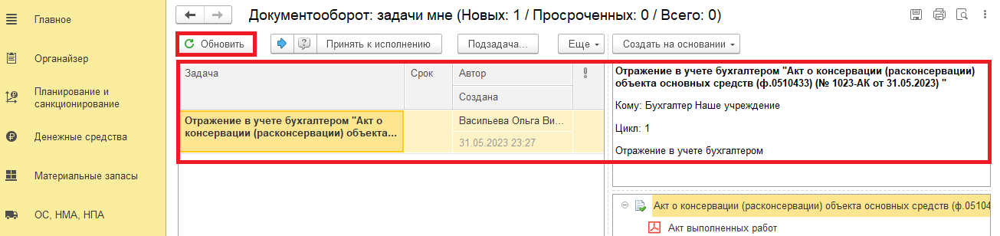 Главное
Органайзер
Планирование и
санкционирование
Денежные средства
Материальные запасы
ОС, НМА, НПА
Документооборот: задачи мне (Новых: 1 / Просроченных: 0 / Всего: 0)
Обновить
Принять к исполнению
Подзадача...
Еще
Создать на основании
Задача
Срок
Автор
Создана
Отражение в учете бухгалтером "Акт о
консервации (расконсервации) объекта...
Васильева Ольга Ви...
31.05.2023 23:27
Отражение в учете бухгалтером "Акт о консервации (расконсервации)
объекта основных средств (ф.0510433) (№ 1023-АК от 31.05.2023) "
Кому: Бухгалтер Наше учреждение
Цикл: 1
Отражение в учете бухгалтером
Акт о консервации (расконсервации) объекта основных средств (ф.05104
Акт выполненных работ